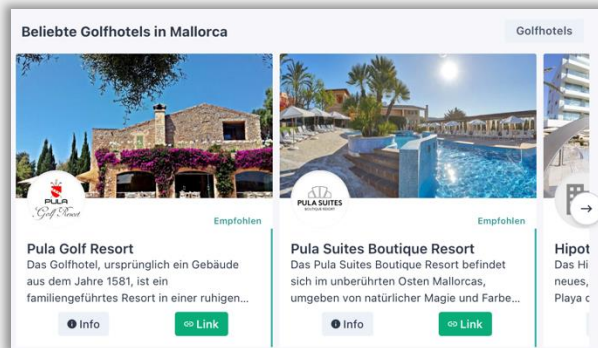 Beliebte Golfhotels in Mallorca
Golfhotels
PULA
Golf Resort
Empfohlen
PULA SUITES
BOUTIQUE RESORT
Empfohlen
Pula Golf Resort
Das Golfhotel, ursprünglich ein Gebäude
aus dem Jahre 1581, ist ein
familiengeführtes Resort in einer ruhigen...
Info
Link
Pula Suites Boutique Resort
Das Pula Suites Boutique Resort befindet
sich im unberührten Osten Mallorcas,
umgeben von natürlicher Magie und Farbe...
Info
Link
Hipot
Das Hi
neues,
Playa